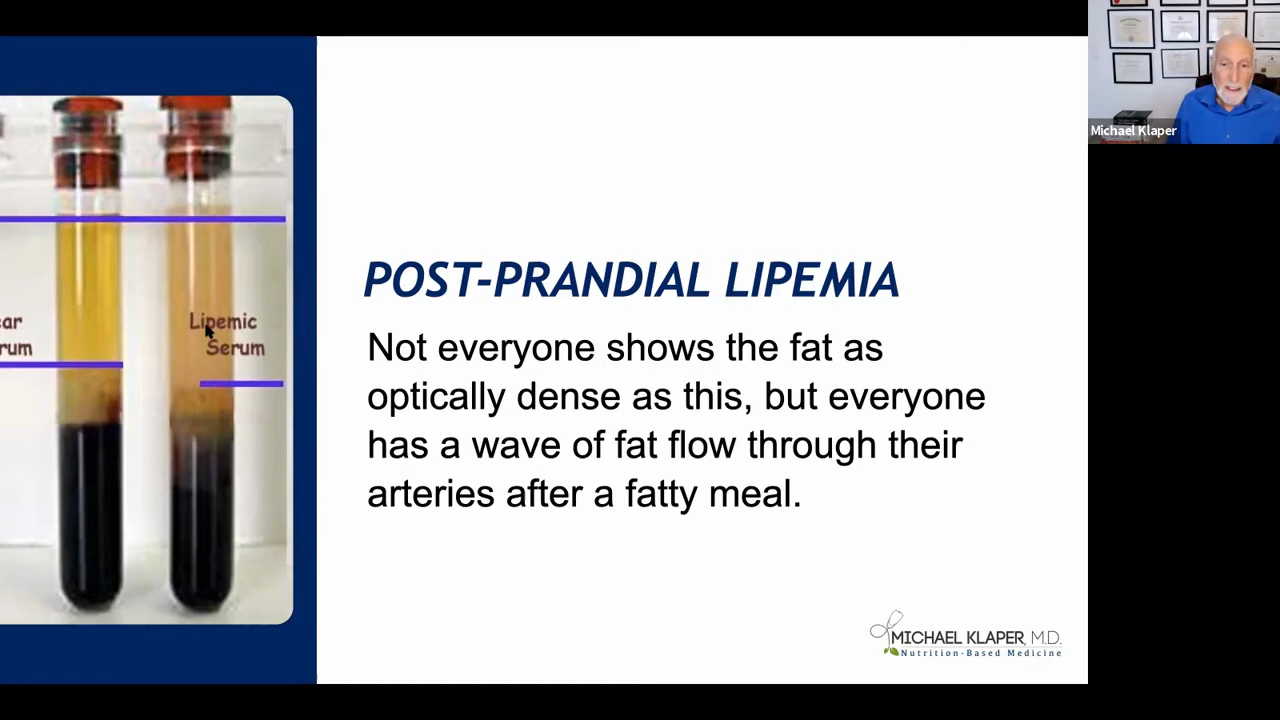 Michael Klaper
POST-PRANDIAL LIPEMIA
Not everyone shows the fat as
optically dense as this, but everyone
has a wave of fat flow through their
arteries after a fatty meal.
Lipemic
Serum
MICHAEL KLAPER, M.D.
Nutrition-Based Medicine